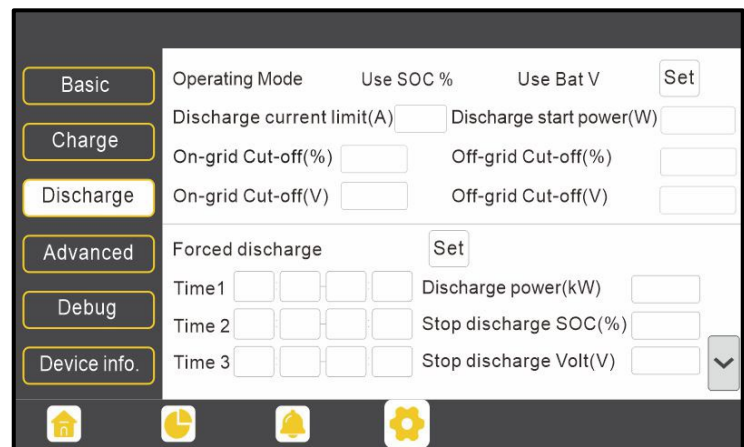 Basic
Charge
Discharge
Advanced
Debug
Device info.
Operating Mode Use SOC % Use Bat V Set
Discharge current limit(A) Discharge start power(W)
On-grid Cut-off(%) Off-grid Cut-off(%)
On-grid Cut-off(V) Off-grid Cut-off(V)
Forced discharge Set
Time1 : - : Discharge power(kW)
Time 2 : - : Stop discharge SOC(%)
Time 3 : - : Stop discharge Volt(V)